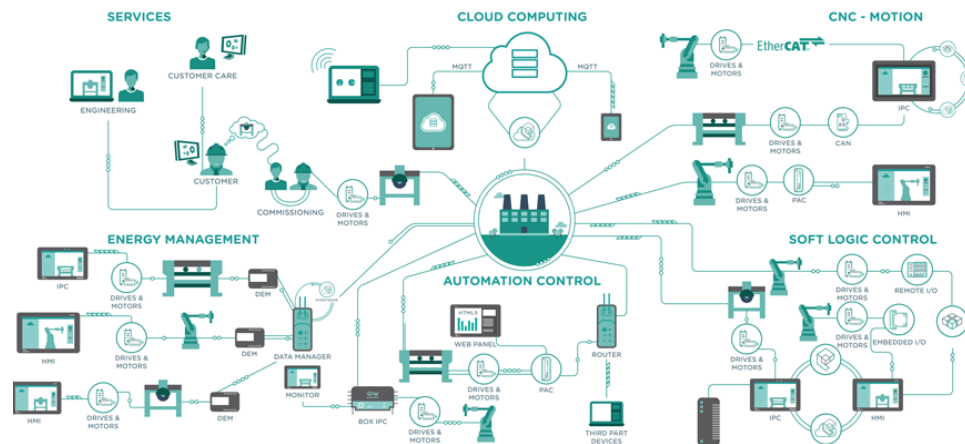 SERVICES
CUSTOMER CARE
ENGINEERING
CUSTOMER
COMMISSIONING
DRIVES &
MOTORS
CLOUD COMPUTING
MQTT
MQTT
CNC - MOTION
EtherCAT
DRIVES &
MOTORS
IPC
DRIVES &
MOTORS
CAN
DRIVES &
MOTORS
PAC
HMI
ENERGY MANAGEMENT
IPC
DRIVES &
MOTORS
DEM
HMI
DRIVES &
MOTORS
DEM
DATA MANAGER
HMI
DRIVES &
MOTORS
DEM
AUTOMATION CONTROL
HTML5
WEB PANEL
ROUTER
MONITOR
DRIVES &
MOTORS
PAC
BOX IPC
DRIVES &
MOTORS
THIRD PART
DEVICES
SOFT LOGIC CONTROL
DRIVES &
MOTORS
REMOTE I/O
DRIVES &
MOTORS
EMBEDDED I/O
DRIVES &
MOTORS
IPC
HMI